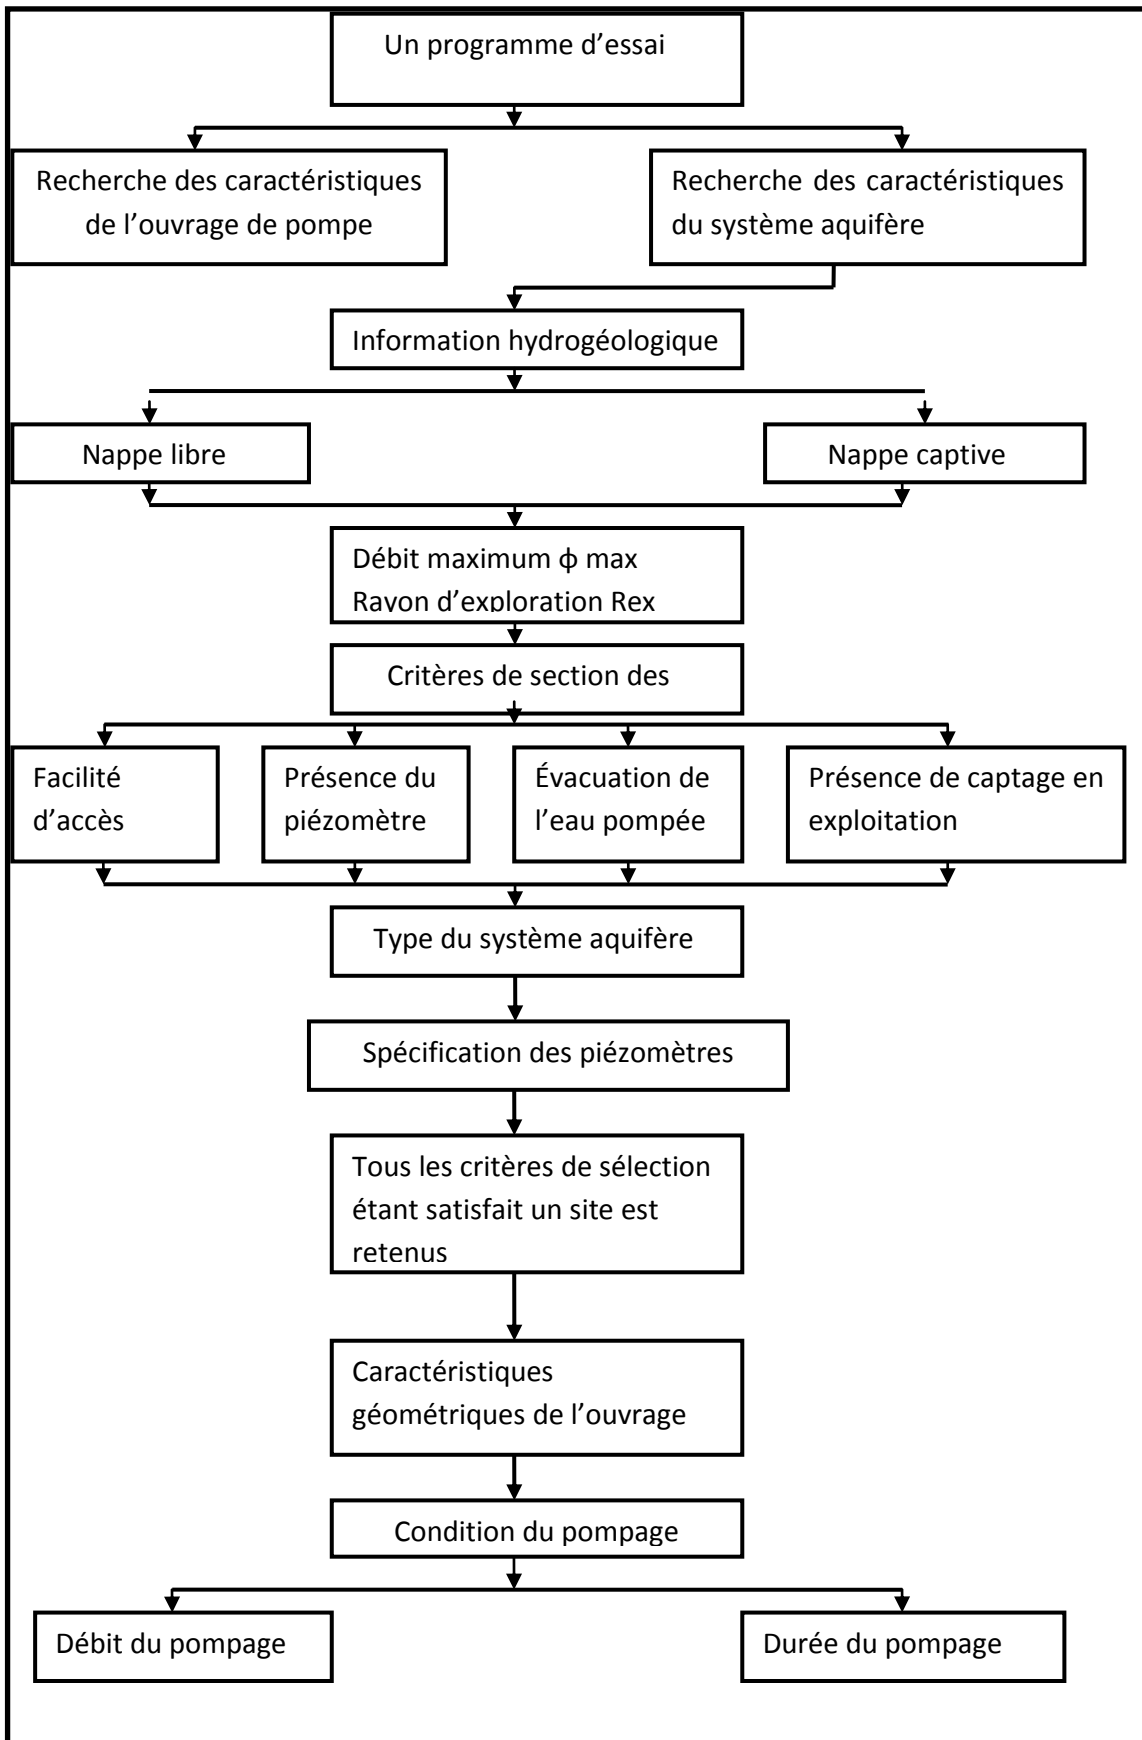 Un programme d’essai
Recherche des caractéristiques
de l’ouvrage de pompe
Recherche des caractéristiques
du système aquifère
Information hydrogéologique
Nappe libre
Nappe captive
Débit maximum ϕ max
Rayon d’exploration Rex
Critères de section des
Facilité
d’accès
Présence du
piézomètre
Évacuation de
l’eau pompée
Présence de captage en
exploitation
Type du système aquifère
Spécification des piézomètres
Tous les critères de sélection
étant satisfait un site est
retenus
Caractéristiques
géométriques de l’ouvrage
Condition du pompage
Débit du pompage
Durée du pompage